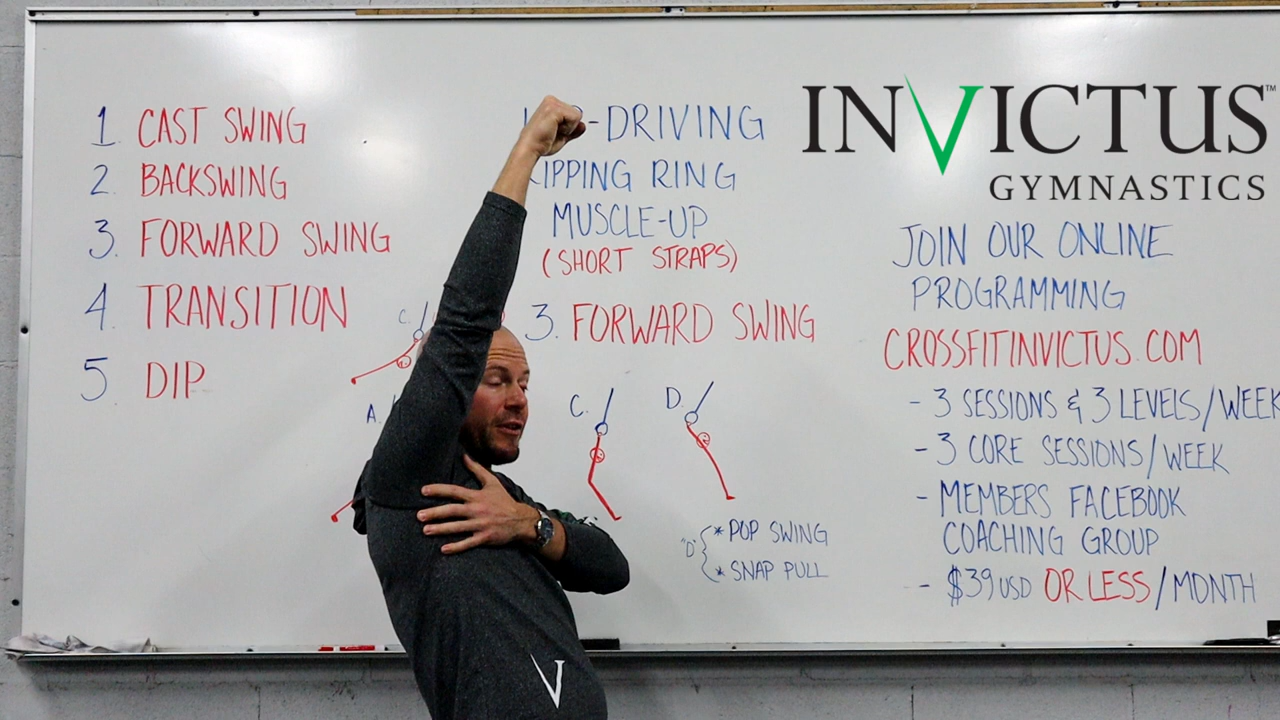 1. CAST SWING
2. BACKSWING
3. FORWARD SWING
4. TRANSITION
5 DIP
-DRIVING
KIPPING RING
MUSCLE-UP
(SHORT STRAPS)
3. FORWARD SWING
C.
A.
C.
D.
"D" * POP SWING
* SNAP PULL
INVICTUS™
GYMNASTICS
JOIN OUR ONLINE
PROGRAMMING
CROSSFITINVICTUS.COM
- 3 SESSIONS & 3 LEVELS/WEEK
- 3 CORE SESSIONS/WEEK
- MEMBERS FACEBOOK
COACHING GROUP
- $39 USD OR LESS/MONTH
V